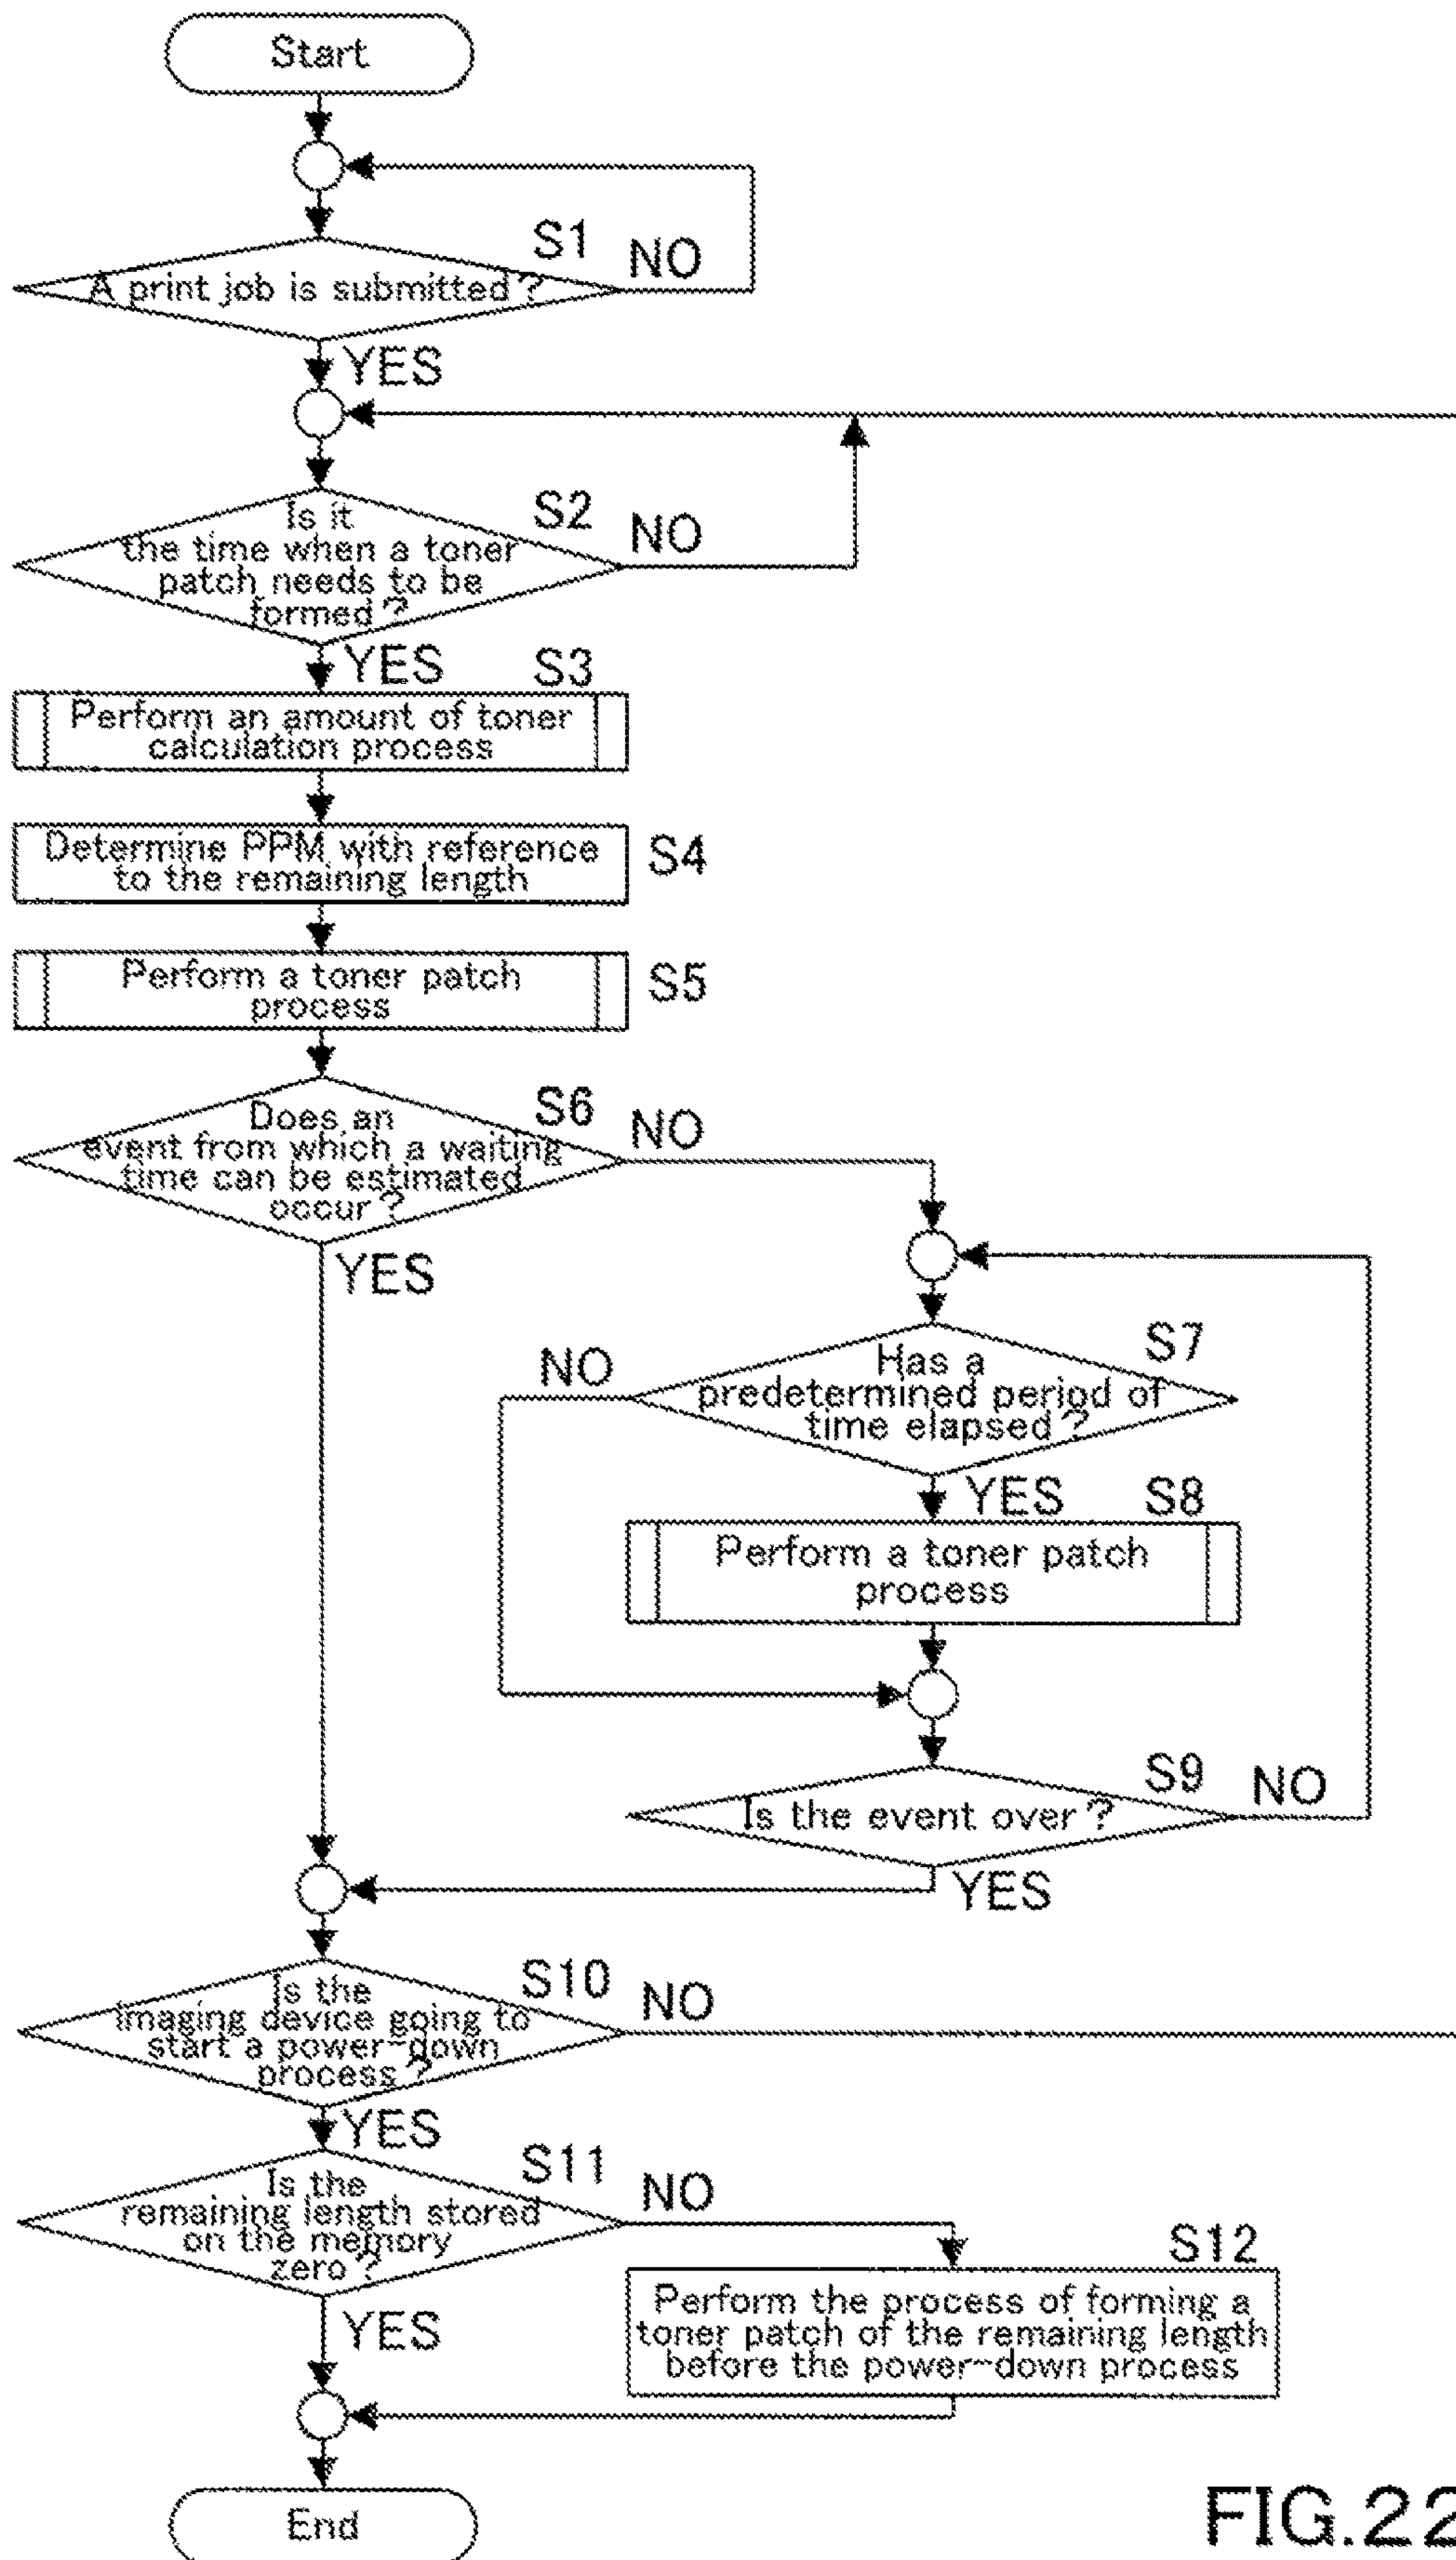 Start
S1
NO
A print job is submitted?
YES
S2
NO
Is it
the time when a toner
patch needs to be
formed?
YES
S3
Perform an amount of toner
calculation process
Determine PPM with reference
to the remaining length
S4
Perform a toner patch
process
S5
S6
NO
Does an
event from which a waiting
time can be estimated
occur?
YES
S7
NO
Has a
predetermined period of
time elapsed?
YES
S8
Perform a toner patch
process
S9
NO
Is the event over?
YES
S10
NO
Is the
imaging device going to
start a power-down
process?
YES
S11
NO
Is the
remaining length stored
on the memory
zero?
S12
Perform the process of forming a
toner patch of the remaining length
before the power-down process
YES
End
FIG.22